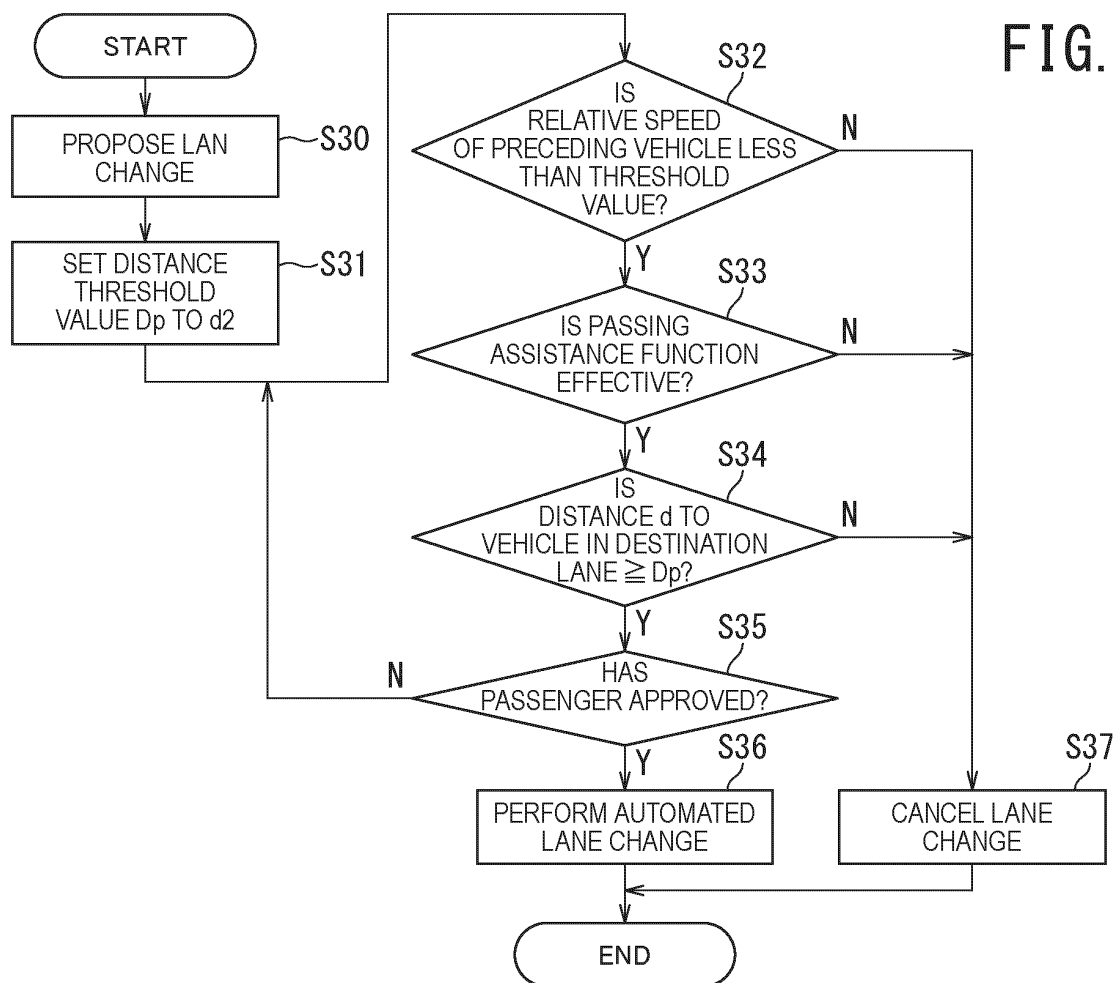 FIG.
START
PROPOSE LAN
CHANGE
S30
SET DISTANCE
THRESHOLD
VALUE Dp TO d2
S31
S32
IS
RELATIVE SPEED
OF PRECEDING VEHICLE LESS
THAN THRESHOLD
VALUE?
N
Y
S33
IS PASSING
ASSISTANCE FUNCTION
EFFECTIVE?
N
Y
S34
IS
DISTANCE d TO
VEHICLE IN DESTINATION
LANE ≧ Dp?
N
Y
S35
HAS
PASSENGER APPROVED?
N
Y
S36
PERFORM AUTOMATED
LANE CHANGE
S37
CANCEL LANE
CHANGE
END